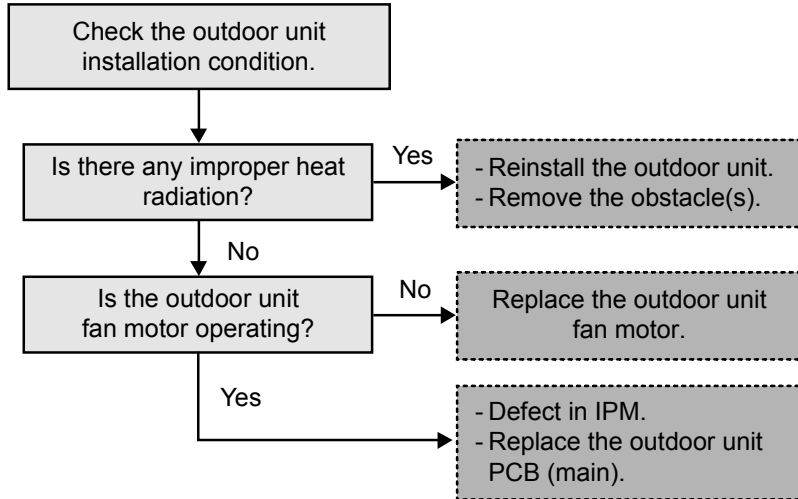 Check the outdoor unit
installation condition.
Is there any improper heat
radiation?
Yes
- Reinstall the outdoor unit.
- Remove the obstacle(s).
No
Is the outdoor unit
fan motor operating?
No
Replace the outdoor unit
fan motor.
Yes
- Defect in IPM.
- Replace the outdoor unit
PCB (main).